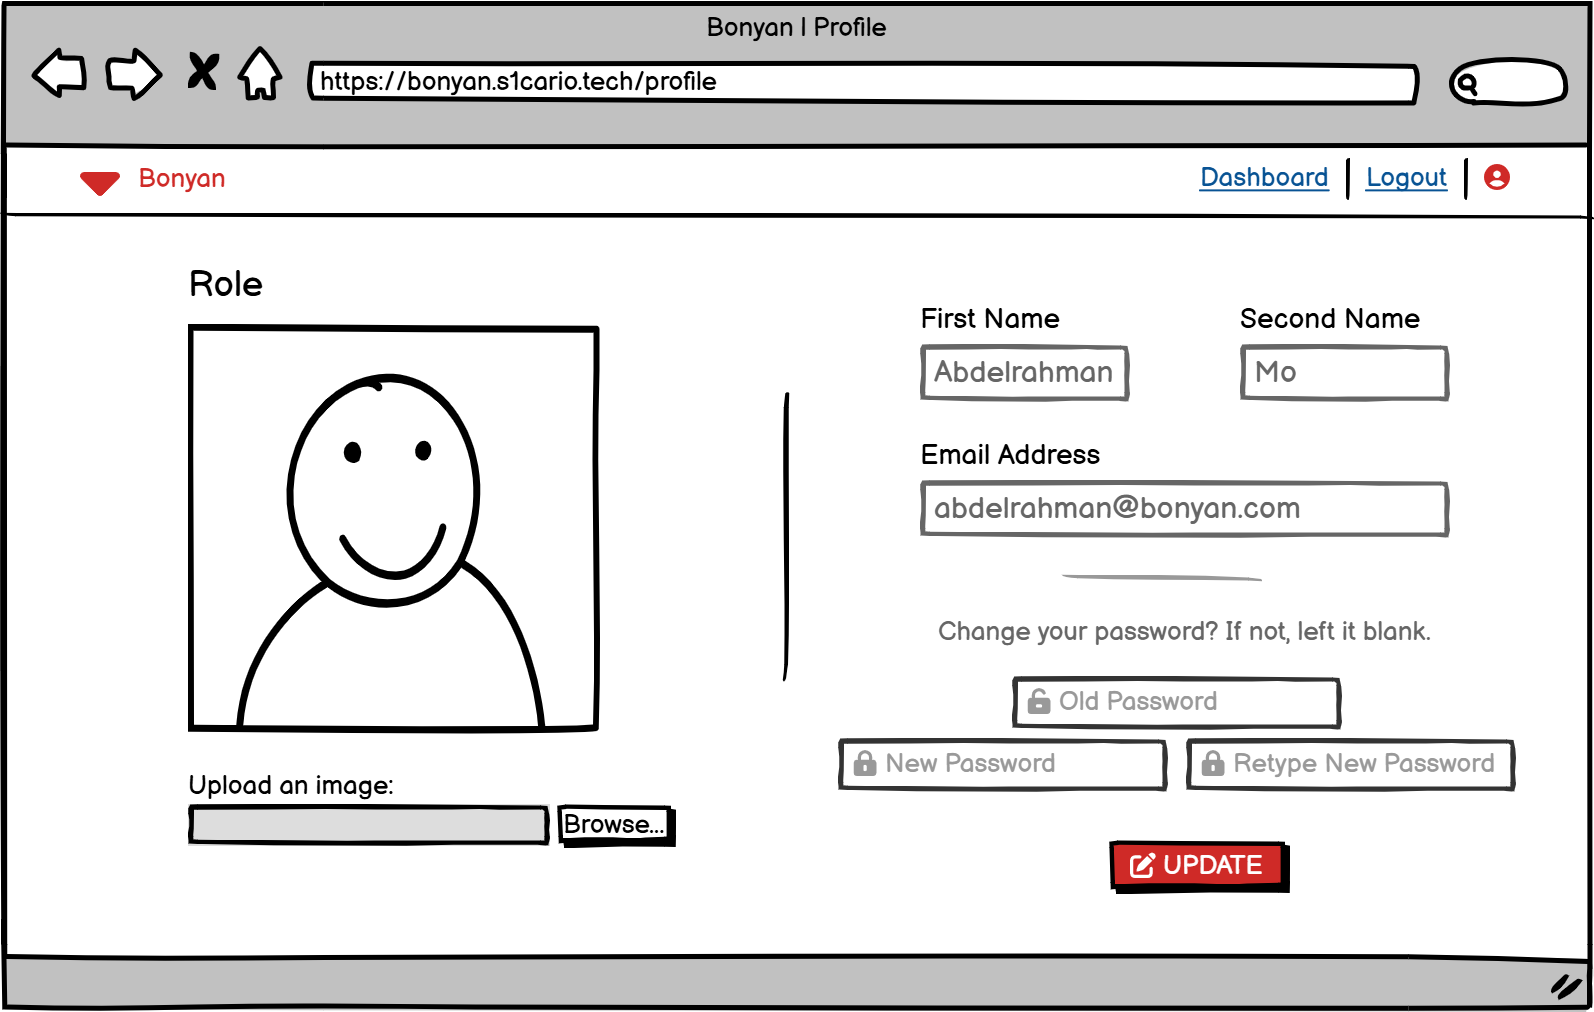 Bonyan | Profile
https://bonyan.s1cario.tech/profile
Bonyan
Dashboard
Logout
Role
First Name
Second Name
Abdelrahman
Mo
Email Address
abdelrahman@bonyan.com
Change your password? If not, left it blank.
Old Password
New Password
Retype New Password
Upload an image:
Browse...
UPDATE